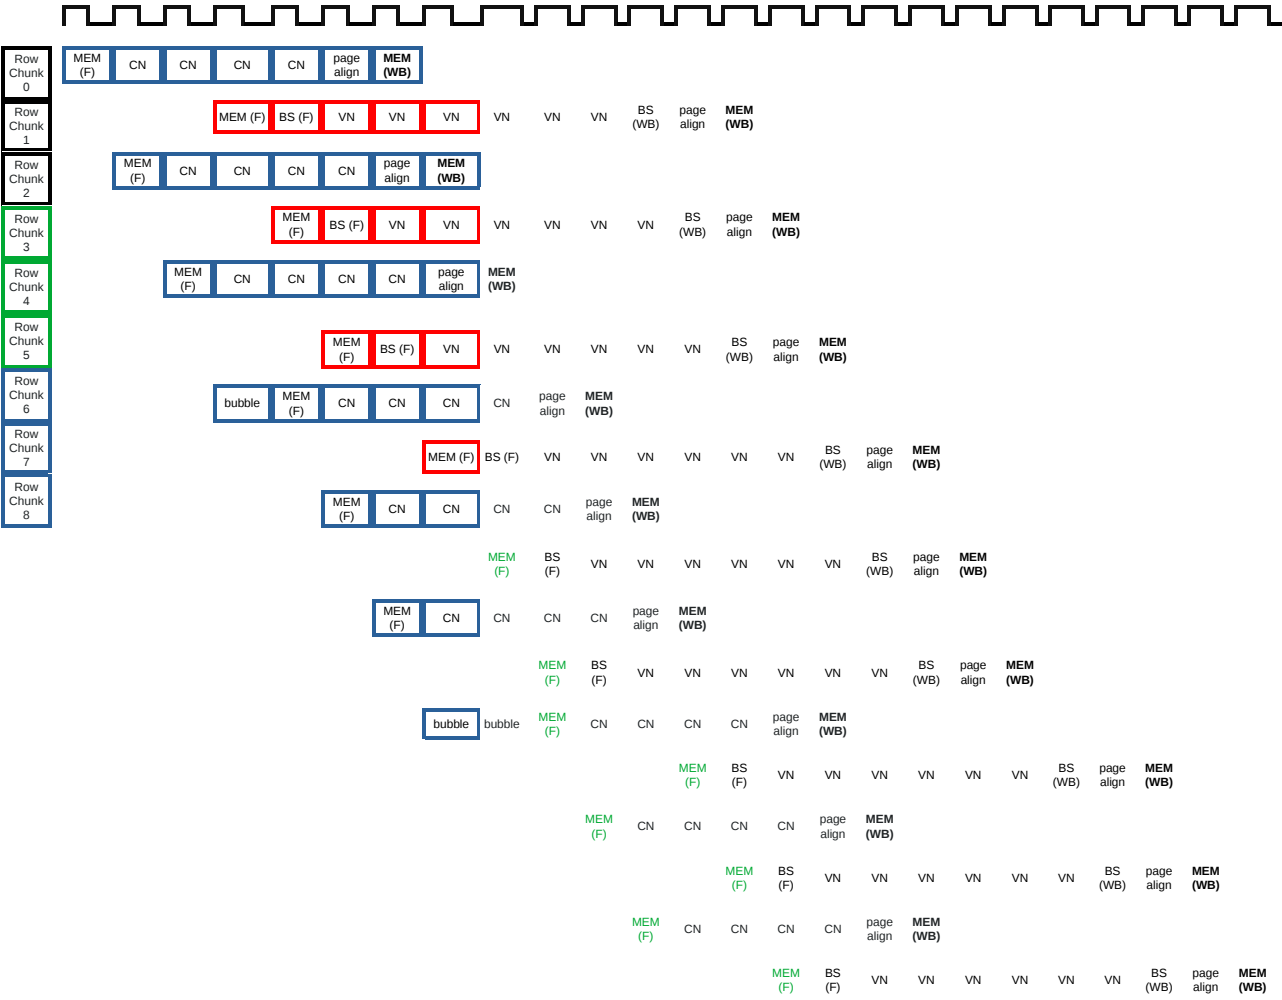 Row
Chunk
0
MEM
(F)
CN
CN
CN
CN
page
align
MEM
(WB)
Row
Chunk
1
MEM (F)
BS (F)
VN
VN
VN
VN
VN
VN
BS
(WB)
page
align
MEM
(WB)
Row
Chunk
2
MEM
(F)
CN
CN
CN
CN
page
align
MEM
(WB)
Row
Chunk
3
MEM
(F)
BS (F)
VN
VN
VN
VN
VN
VN
BS
(WB)
page
align
MEM
(WB)
Row
Chunk
4
MEM
(F)
CN
CN
CN
CN
page
align
MEM
(WB)
Row
Chunk
5
MEM
(F)
BS (F)
VN
VN
VN
VN
VN
VN
BS
(WB)
page
align
MEM
(WB)
Row
Chunk
6
bubble
MEM
(F)
CN
CN
CN
CN
page
align
MEM
(WB)
Row
Chunk
7
MEM (F)
BS (F)
VN
VN
VN
VN
VN
VN
BS
(WB)
page
align
MEM
(WB)
Row
Chunk
8
MEM
(F)
CN
CN
CN
CN
page
align
MEM
(WB)
MEM
(F)
BS
(F)
VN
VN
VN
VN
VN
VN
BS
(WB)
page
align
MEM
(WB)
MEM
(F)
CN
CN
CN
CN
page
align
MEM
(WB)
MEM
(F)
BS
(F)
VN
VN
VN
VN
VN
VN
BS
(WB)
page
align
MEM
(WB)
bubble
bubble
MEM
(F)
CN
CN
CN
CN
page
align
MEM
(WB)
MEM
(F)
BS
(F)
VN
VN
VN
VN
VN
VN
BS
(WB)
page
align
MEM
(WB)
MEM
(F)
CN
CN
CN
CN
page
align
MEM
(WB)
MEM
(F)
BS
(F)
VN
VN
VN
VN
VN
VN
BS
(WB)
page
align
MEM
(WB)
MEM
(F)
CN
CN
CN
CN
page
align
MEM
(WB)
MEM
(F)
BS
(F)
VN
VN
VN
VN
VN
VN
BS
(WB)
page
align
MEM
(WB)